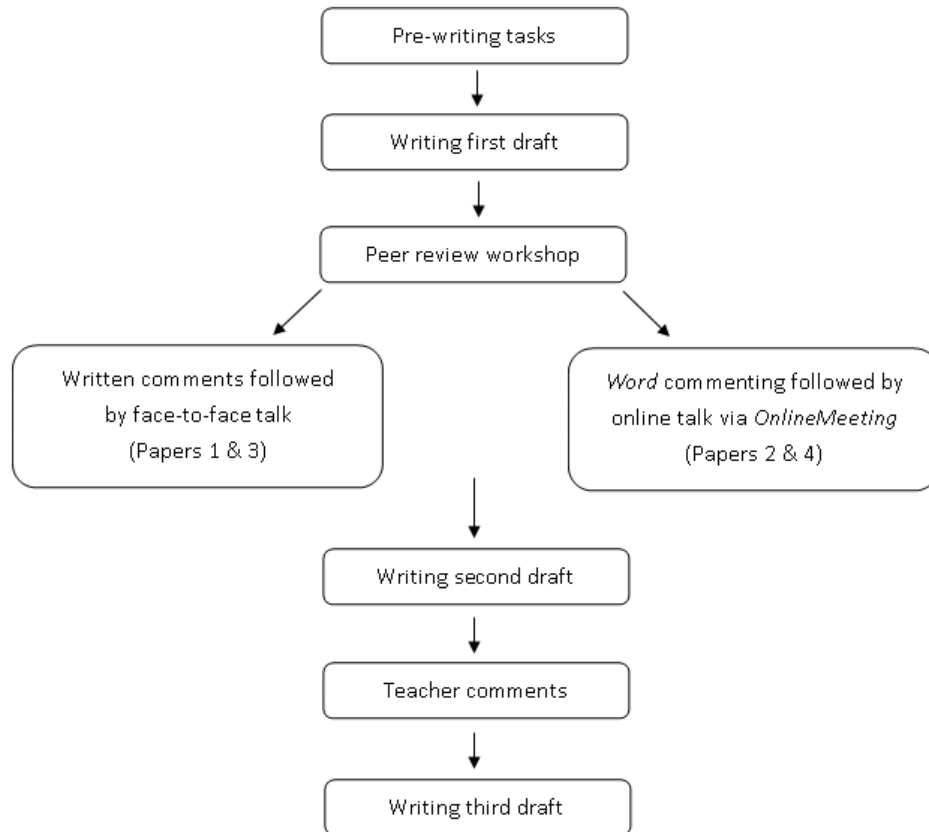 Pre-writing tasks
Writing first draft
Peer review workshop
Written comments followed
by face-to-face talk
(Papers 1 & 3)
Word commenting followed by
online talk via OnlineMeeting
(Papers 2 & 4)
Writing second draft
Teacher comments
Writing third draft